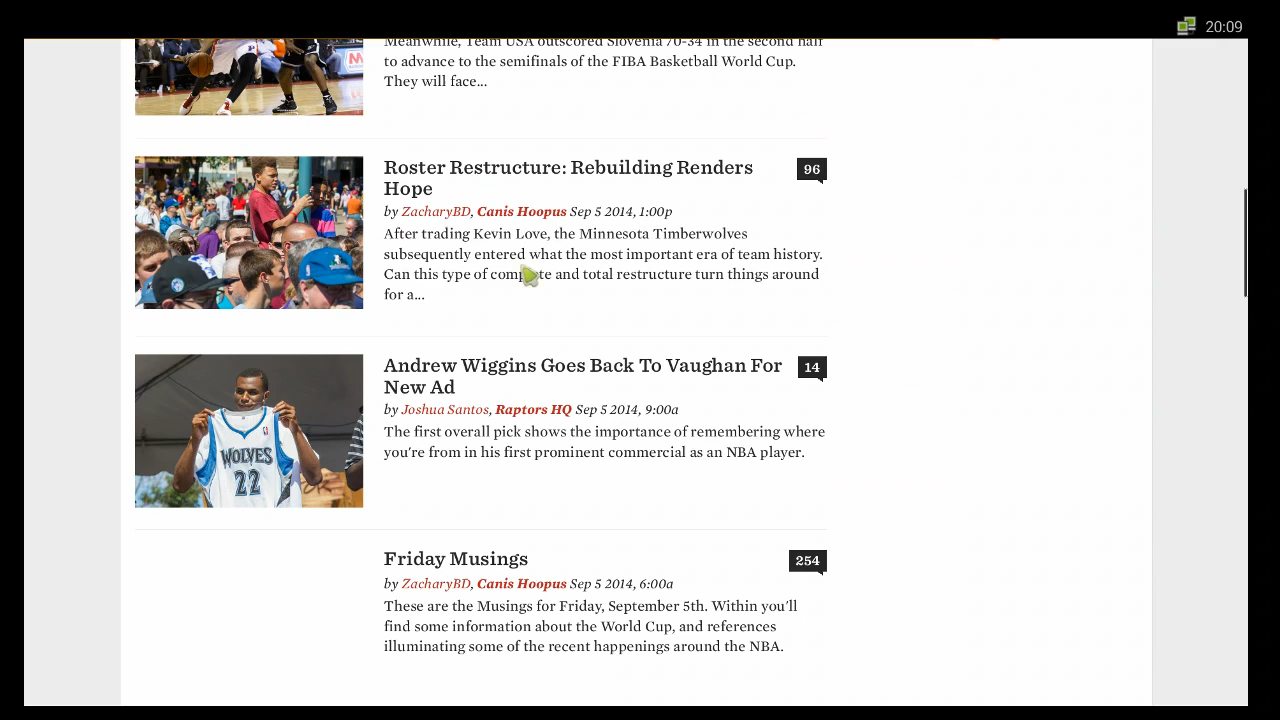 20:09
Meanwhile, Team USA outscored Slovenia 70-34 in the second half
to advance to the semifinals of the FIBA Basketball World Cup.
They will face...
Roster Restructure: Rebuilding Renders
Hope
96
by ZacharyBD, Canis Hoopus Sep 5 2014, 1:00p
After trading Kevin Love, the Minnesota Timberwolves
subsequently entered what the most important era of team history.
Can this type of complete and total restructure turn things around
for a...
Andrew Wiggins Goes Back To Vaughan For
New Ad
14
by Joshua Santos, Raptors HQ Sep 5 2014, 9:00a
The first overall pick shows the importance of remembering where
you're from in his first prominent commercial as an NBA player.
WOLVES
22
Friday Musings
254
by ZacharyBD, Canis Hoopus Sep 5 2014, 6:00a
These are the Musings for Friday, September 5th. Within you'll
find some information about the World Cup, and references
illuminating some of the recent happenings around the NBA.